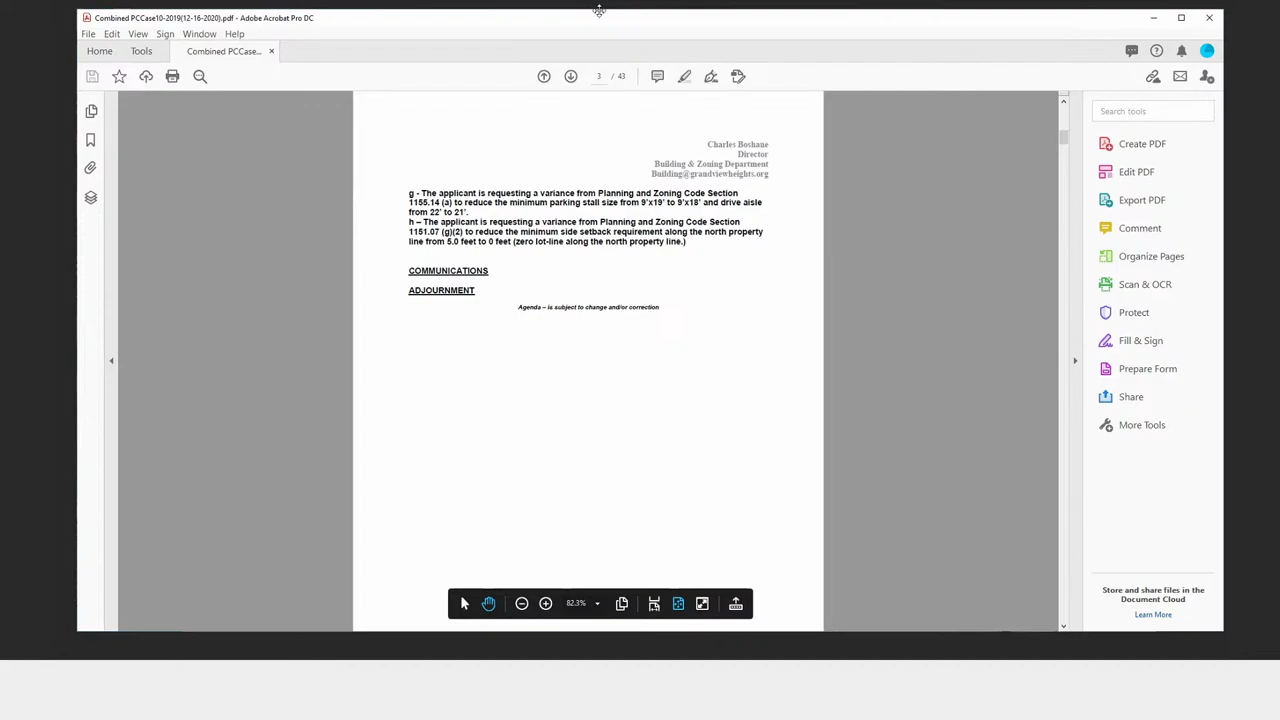 Combined PCCase10-2019(12-16-2020).pdf - Adobe Acrobat Pro DC
File Edit View Sign Window Help
Home Tools Combined PCCase... ×
3 / 43
Search tools
Create PDF
Edit PDF
Export PDF
Comment
Organize Pages
Scan & OCR
Protect
Fill & Sign
Prepare Form
Share
More Tools
Store and share files in the
Document Cloud
Learn More
Charles Boshane
Director
Building & Zoning Department
Building@grandviewheights.org
g - The applicant is requesting a variance from Planning and Zoning Code Section
1155.14 (a) to reduce the minimum parking stall size from 9'x19' to 9'x18' and drive aisle
from 22' to 21'.
h – The applicant is requesting a variance from Planning and Zoning Code Section
1151.07 (g)(2) to reduce the minimum side setback requirement along the north property
line from 5.0 feet to 0 feet (zero lot-line along the north property line.)
COMMUNICATIONS
ADJOURNMENT
Agenda – is subject to change and/or correction
82.3%